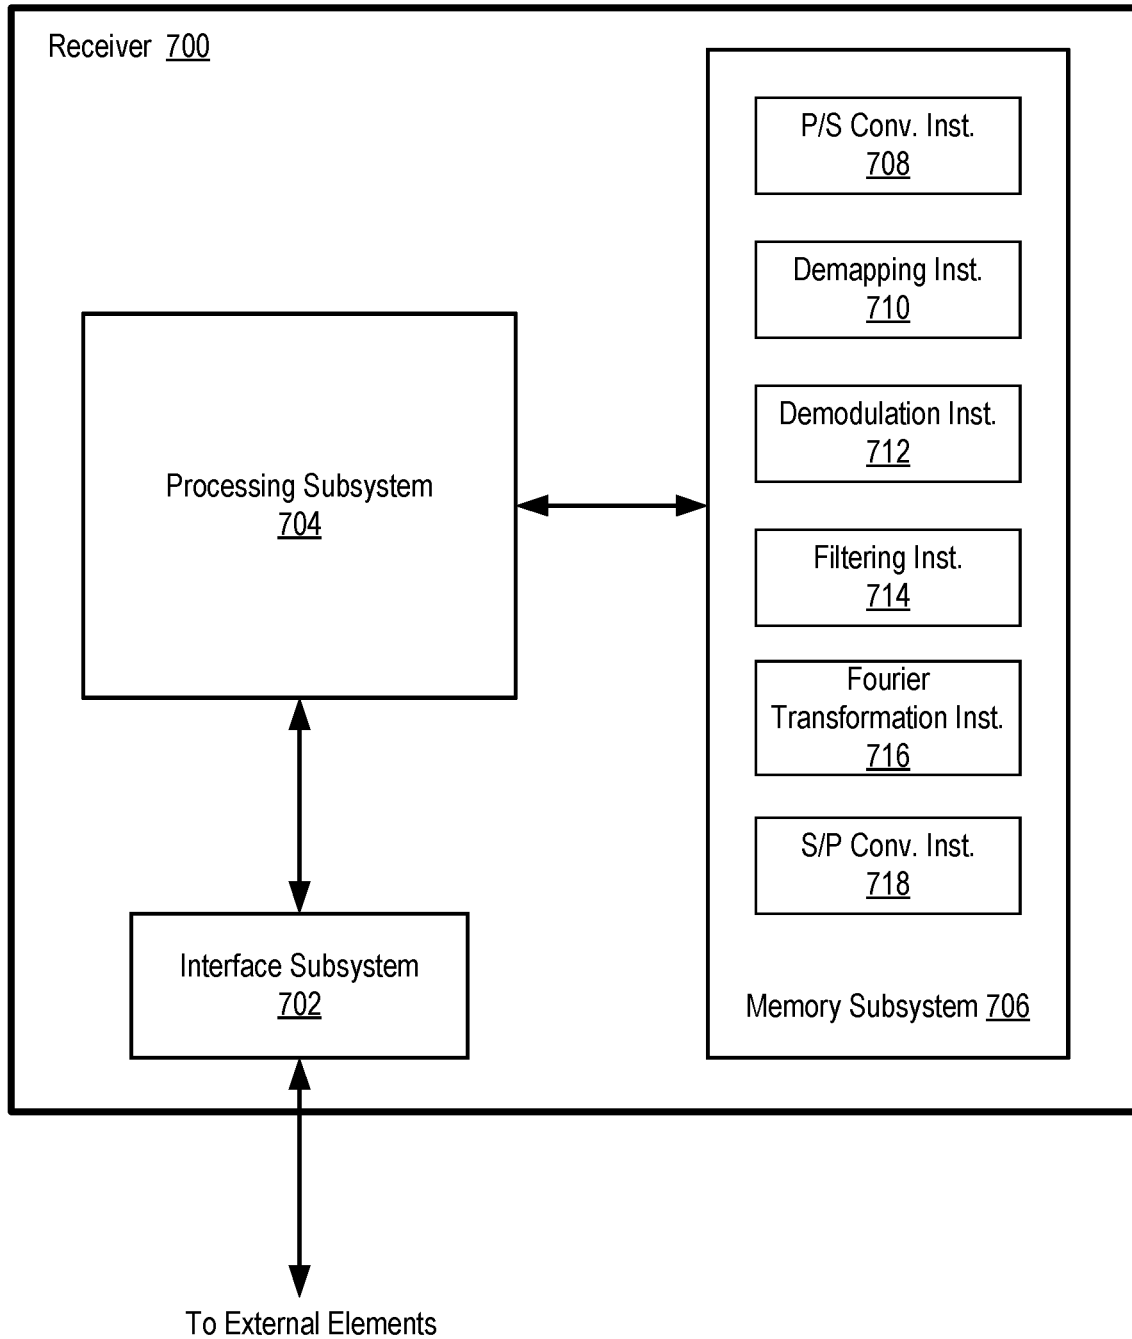 Receiver 700
P/S Conv. Inst.
708
Demapping Inst.
710
Demodulation Inst.
712
Filtering Inst.
714
Fourier
Transformation Inst.
716
S/P Conv. Inst.
718
Memory Subsystem 706
Processing Subsystem
704
Interface Subsystem
702
To External Elements